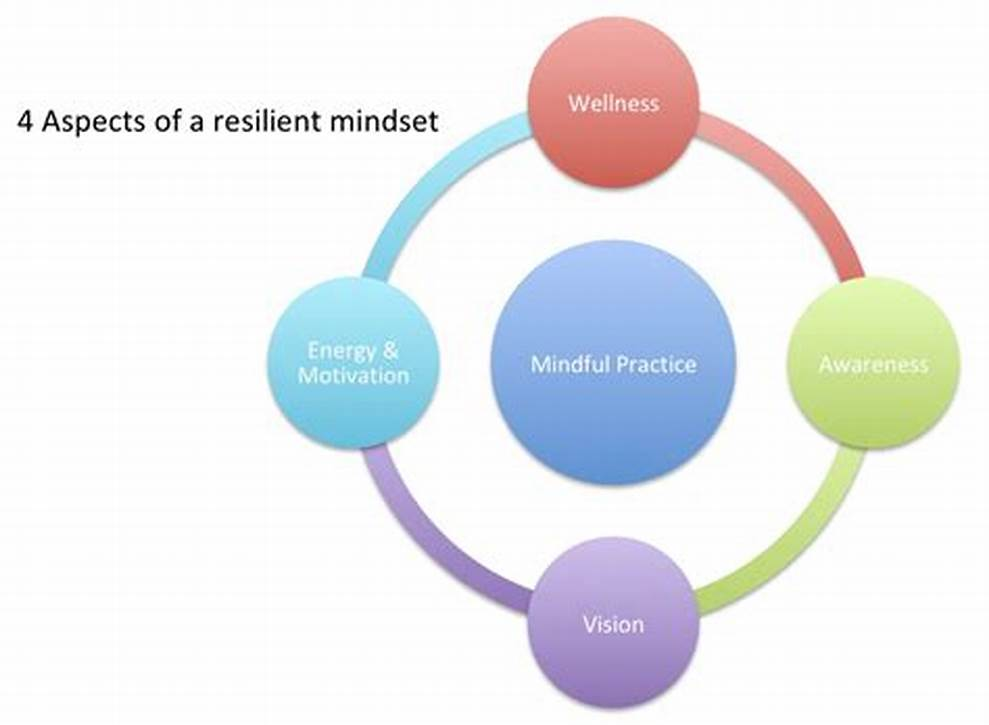 4 Aspects of a resilient mindset
Wellness
Energy &
Motivation
Mindful Practice
Awareness
Vision